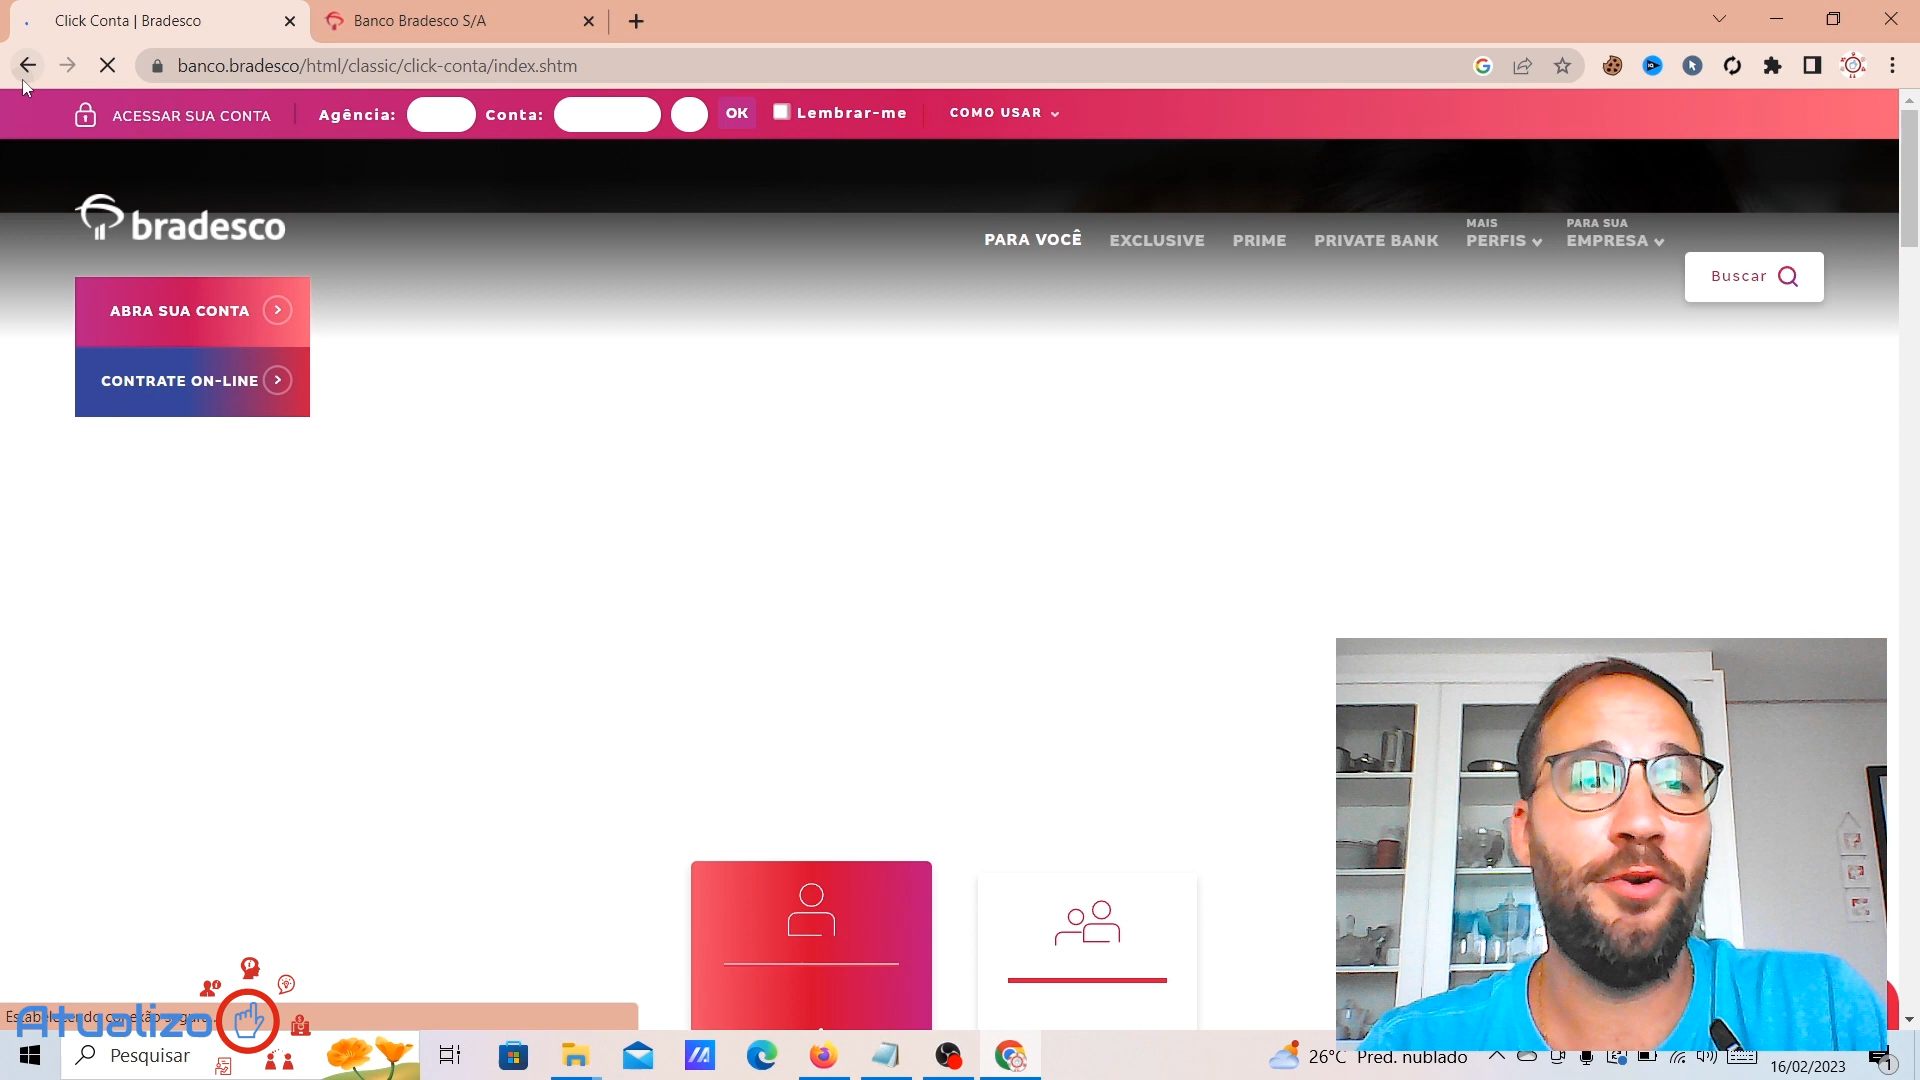 Click Conta | Bradesco
Banco Bradesco S/A
banco.bradesco/html/classic/click-conta/index.shtm
ACESSAR SUA CONTA
Agência:
Conta:
OK
Lembrar-me
COMO USAR
bradesco
PARA VOCÊ
EXCLUSIVE
PRIME
PRIVATE BANK
MAIS
PERFIS
PARA SUA
EMPRESA
Buscar
ABRA SUA CONTA
CONTRATE ON-LINE
Atualizo
Pesquisar
26°C Pred. nublado
16/02/2023
1